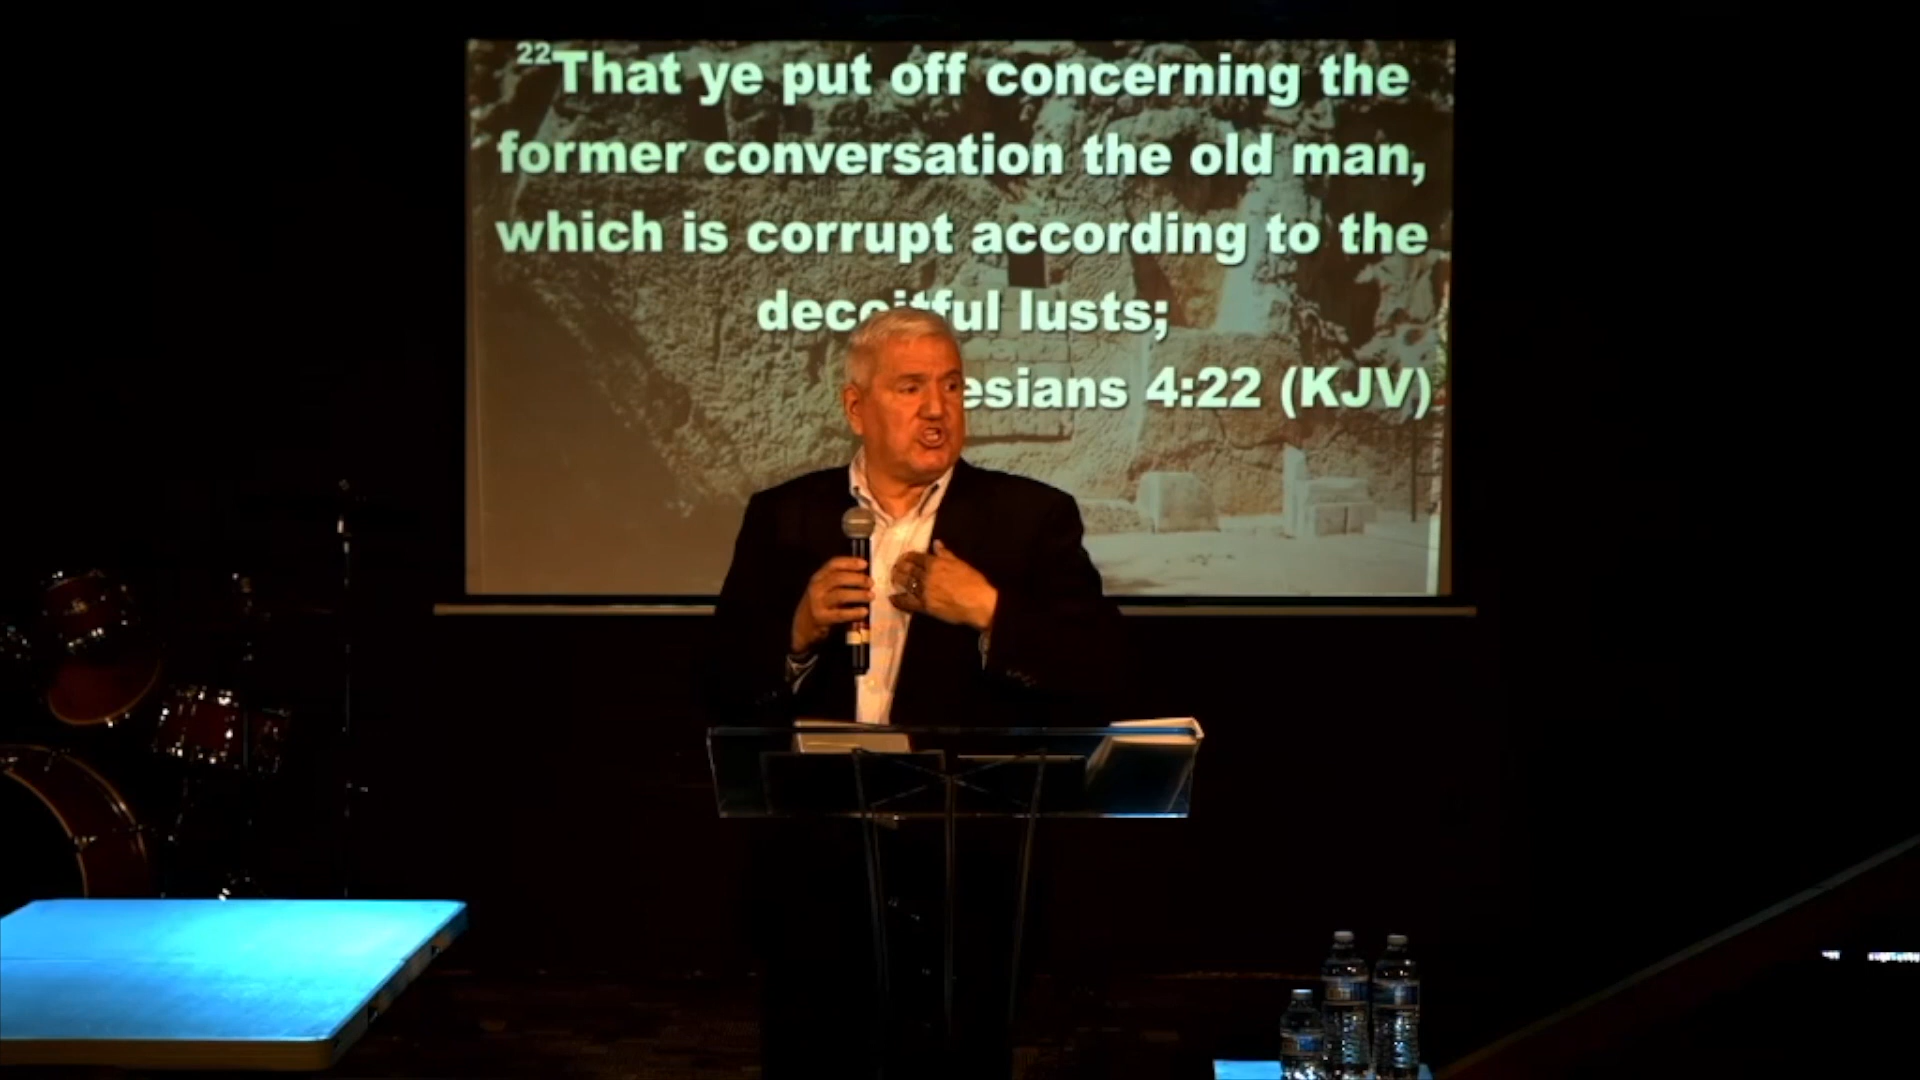 22That ye put off concerning the
former conversation the old man,
which is corrupt according to the
deceitful lusts;
esians 4:22 (KJV)